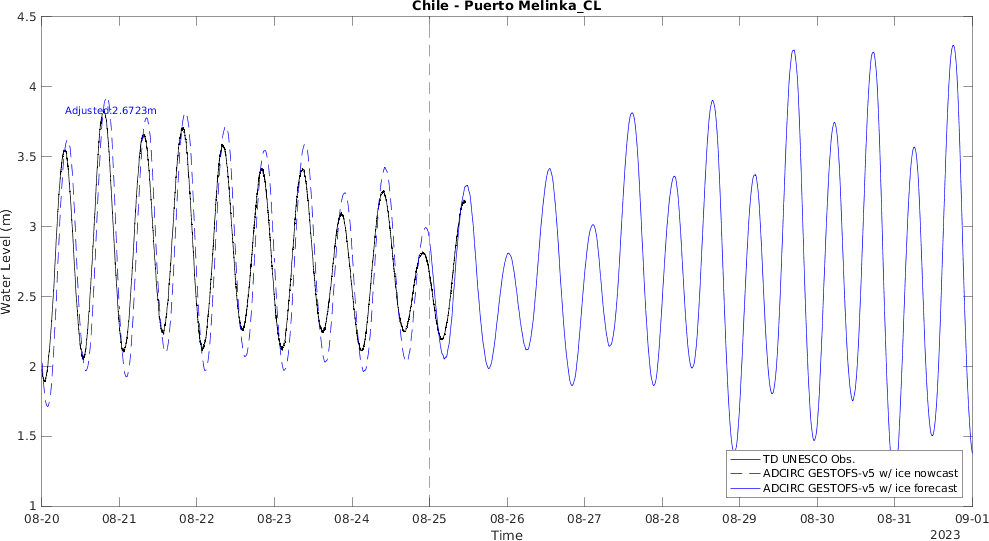 Chile - Puerto Melinka_CL
4.5
4
3.5
3
2.5
2
1.5
1
Water Level (m)
Adjusted:2.6723m
TD UNESCO Obs.
ADCIRC GESTOFS-v5 w/ ice nowcast
ADCIRC GESTOFS-v5 w/ ice forecast
08-20 08-21 08-22 08-23 08-24 08-25 08-26 08-27 08-28 08-29 08-30 08-31 09-01
Time
2023